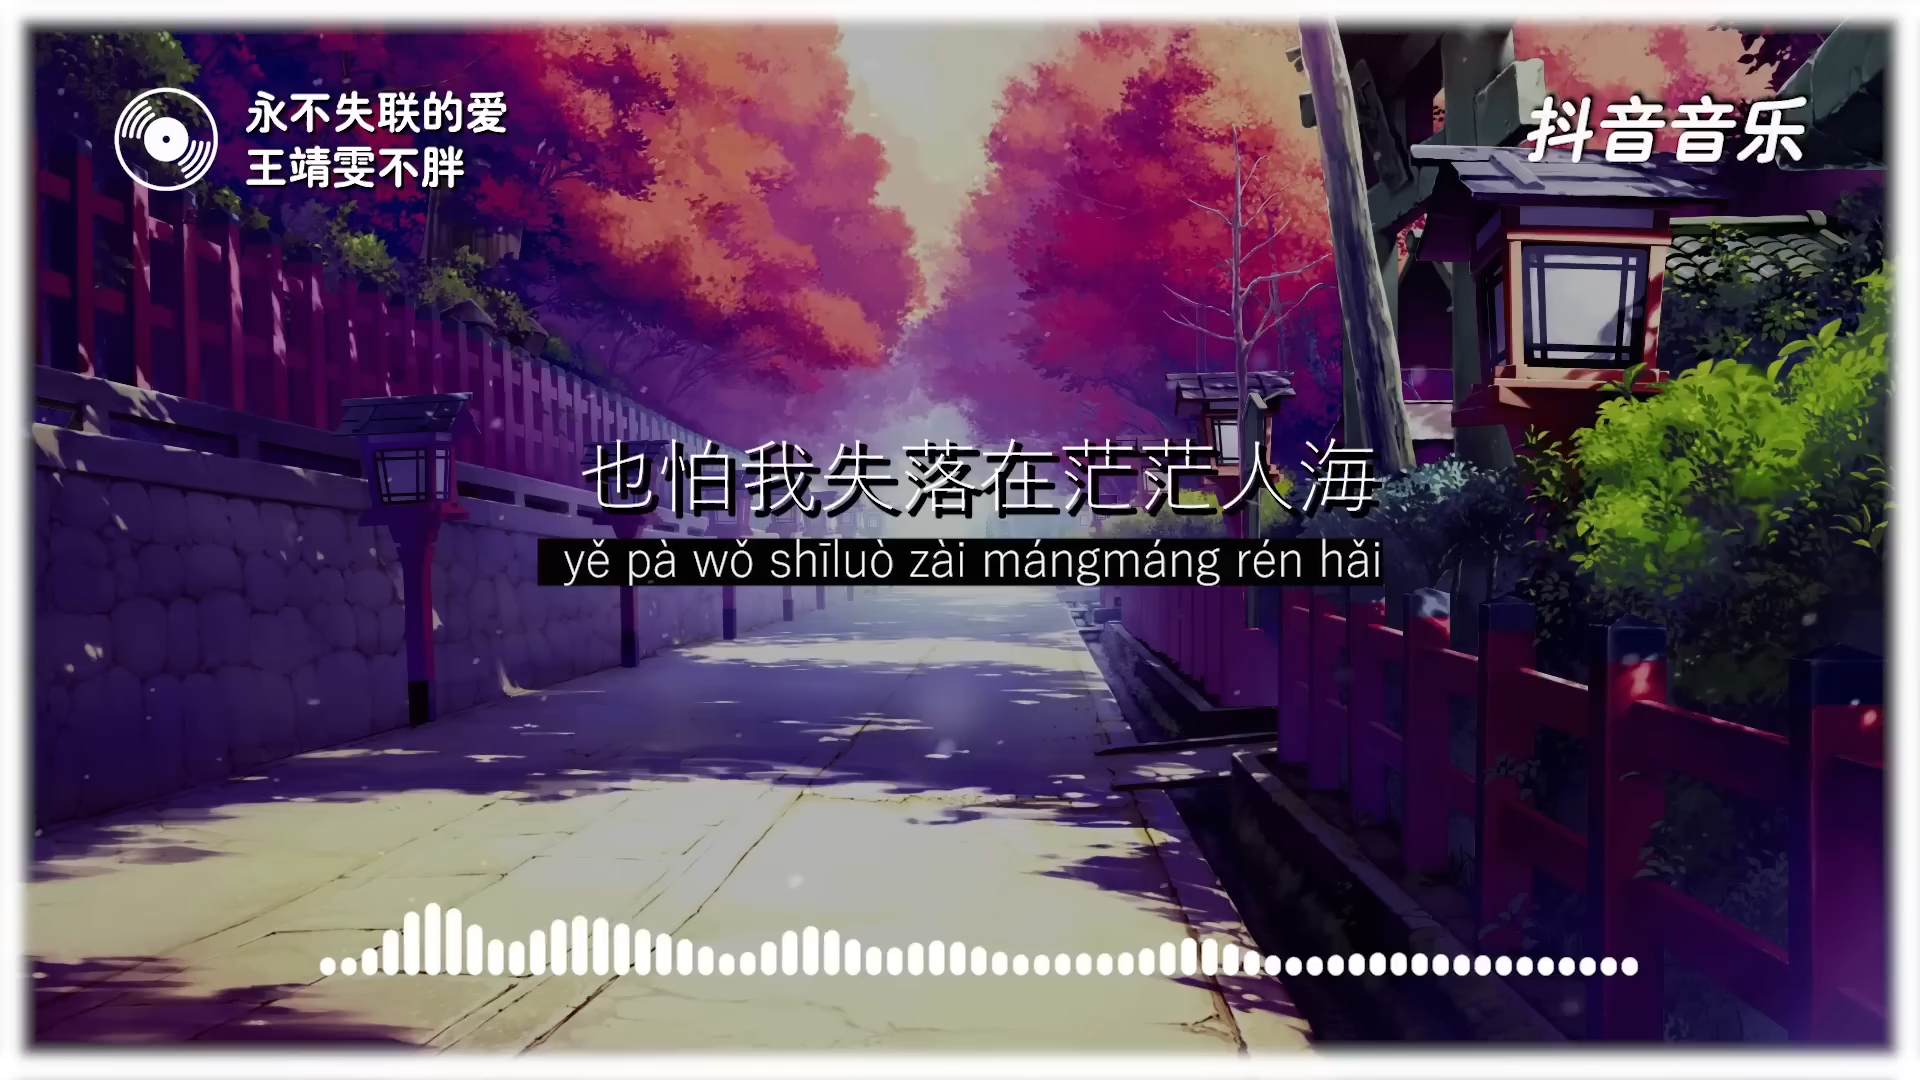 永不失联的爱
王靖雯不胖
抖音音乐
也怕我失落在茫茫人海
yě pà wǒ shīluò zài mángmáng rén hǎi